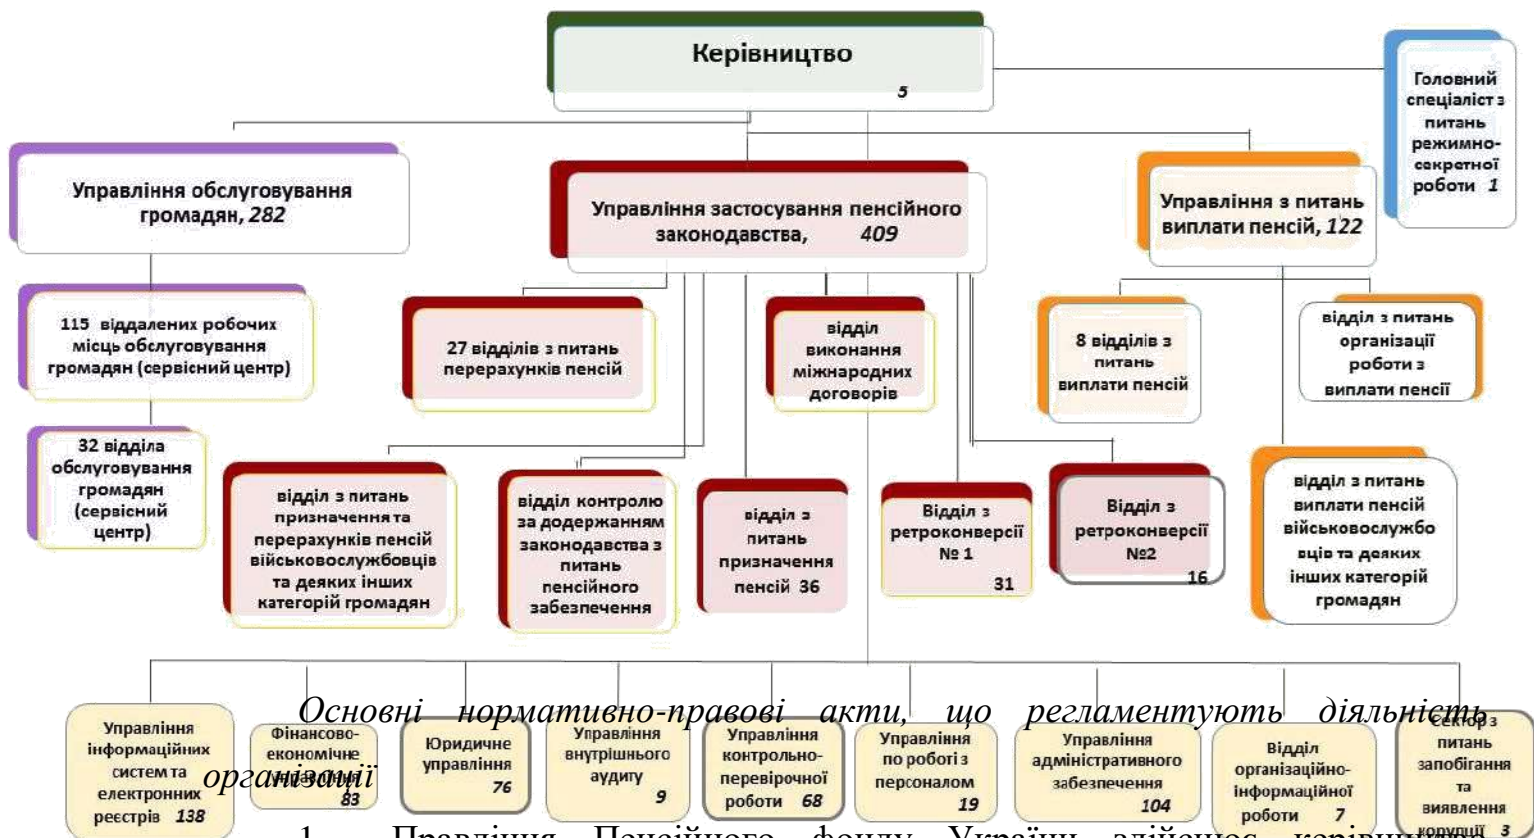 Керівництво
5
Головний
спеціаліст з
питань
режимно-
секретної
роботи 1
Управління обслуговування
громадян, 282
Управління застосування пенсійного
законодавства, 409
Управління з питань
виплати пенсій, 122
115 віддалених робочих
місць обслуговування
громадян (сервісний центр)
27 відділів з питань
перерахунків пенсій
відділ
виконання
міжнародних
договорів
8 відділів з
питань
виплати пенсій
відділ з питань
організації
роботи з
виплати пенсії
32 відділа
обслуговування
громадян
(сервісний
центр)
відділ з питань
призначення та
перерахунків пенсій
військовослужбовців
та деяких інших
категорій громадян
відділ контролю
за додержанням
законодавства з
питань
пенсійного
забезпечення
відділ з
питань
призначення
пенсій 36
Відділ з
ретроконверсії
№ 1
31
Відділ з
ретроконверсії
№2
16
відділ з питань
виплати пенсій
військовослужбо
вців та деяких
інших категорій
громадян
Основні нормативно-правові акти, що регламентують діяльність
організації
Управління
інформаційних
систем та
електронних
реєстрів 138
Фінансово-
економічне
управління
83
Юридичне
управління
76
Управління
внутрішнього
аудиту
9
Управління
контрольно-
перевірочної
роботи 68
Управління
по роботі з
персоналом
19
Управління
адміністративного
забезпечення
104
Відділ
організаційно-
інформаційної
роботи 7
Сектор з
питань
запобігання
та
виявлення
корупції 3
1 Правління Пенсійного фонду України здійснює